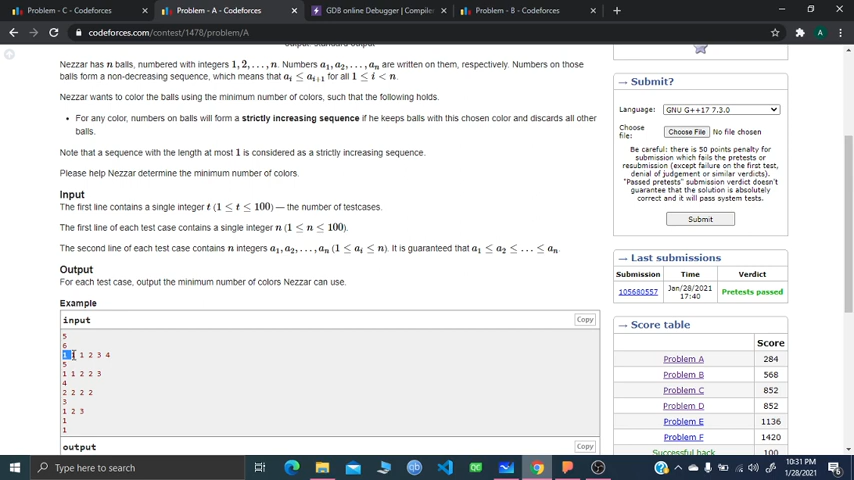 Problem - C - Codeforces
Problem - A - Codeforces
GDB online Debugger | Compiler
Problem - B - Codeforces
codeforces.com/contest/1478/problem/A
output: standard output
Nezzar has n balls, numbered with integers 1, 2, . . . , n. Numbers a1, a2, . . . , an are written on them, respectively. Numbers on those
balls form a non-decreasing sequence, which means that ai ≤ ai+1 for all 1 ≤ i < n.
Nezzar wants to color the balls using the minimum number of colors, such that the following holds.
• For any color, numbers on balls will form a strictly increasing sequence if he keeps balls with this chosen color and discards all other
balls.
Note that a sequence with the length at most 1 is considered as a strictly increasing sequence.
Please help Nezzar determine the minimum number of colors.
Input
The first line contains a single integer t (1 ≤ t ≤ 100) — the number of testcases.
The first line of each test case contains a single integer n (1 ≤ n ≤ 100).
The second line of each test case contains n integers a1, a2, . . . , an (1 ≤ ai ≤ n). It is guaranteed that a1 ≤ a2 ≤ . . . ≤ an.
Output
For each test case, output the minimum number of colors Nezzar can use.
Example
input
Copy
5
6
1 1 1 2 3 4
5
1 1 2 2 3
4
2 2 2 2
3
1 2 3
1
1
output
Copy
→ Submit?
Language: GNU G++17 7.3.0
Choose
file: Choose File No file chosen
Be careful: there is 50 points penalty for
submission which fails the pretests or
resubmission (except failure on the first test,
denial of judgement or similar verdicts).
"Passed pretests" submission verdict doesn't
guarantee that the solution is absolutely
correct and it will pass system tests.
Submit
→ Last submissions
Submission Time Verdict
105680557 Jan/28/2021
17:40 Pretests passed
→ Score table
Score
Problem A 284
Problem B 568
Problem C 852
Problem D 852
Problem E 1136
Problem F 1420
Successful hack 100
Type here to search
10:31 PM
1/28/2021